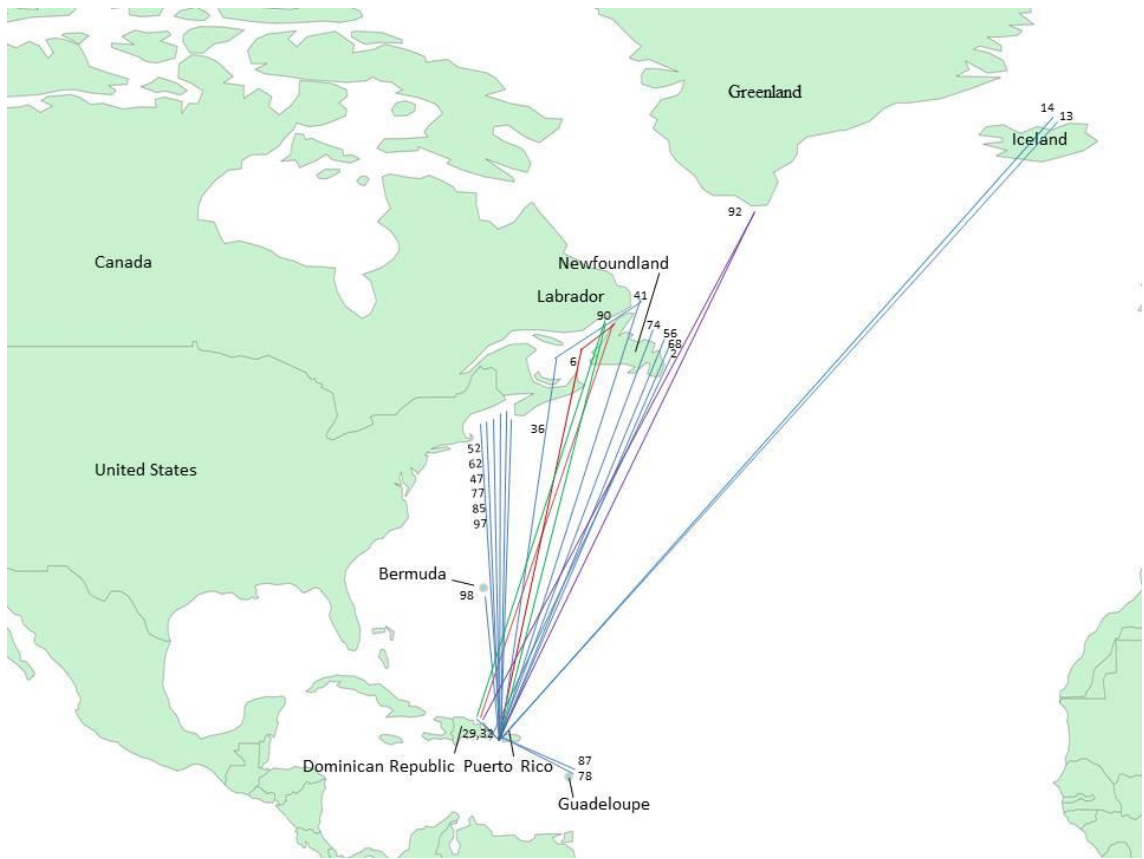 Greenland
14
13
Iceland
92
Canada
Newfoundland
Labrador
41
90
74
56
68
2
6
36
52
United States
62
47
77
85
97
Bermuda
98
29,32
Dominican Republic
Puerto Rico
87
78
Guadeloupe